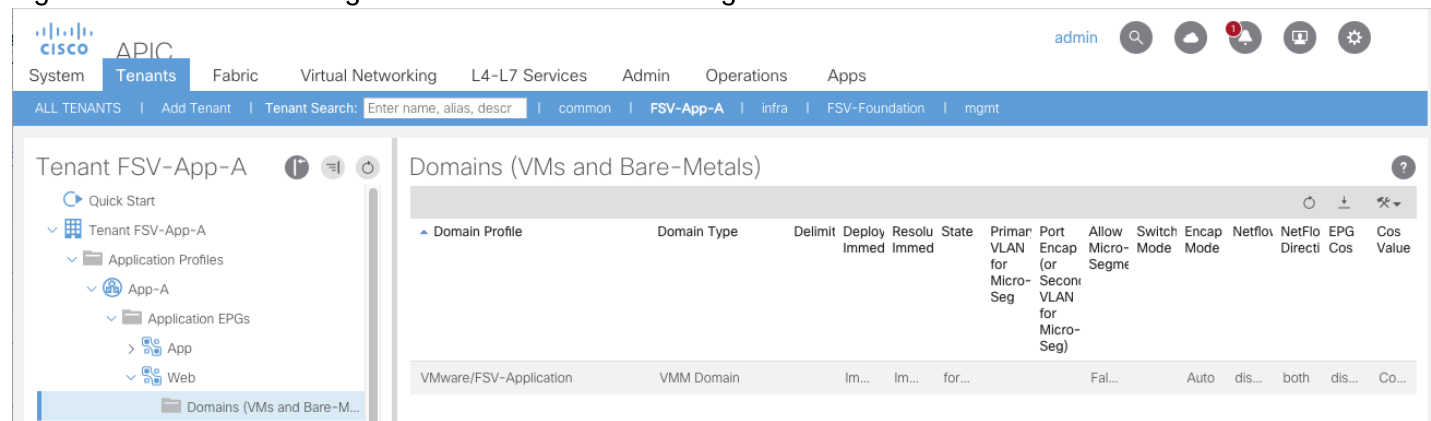 CISCO APIC
admin
1
System Tenants Fabric Virtual Networking L4-L7 Services Admin Operations Apps
ALL TENANTS | Add Tenant | Tenant Search: Enter name, alias, descr | common | FSV-App-A | infra | FSV-Foundation | mgmt
Tenant FSV-App-A
Quick Start
Tenant FSV-App-A
Application Profiles
App-A
Application EPGs
App
Web
Domains (VMs and Bare-M...
Domains (VMs and Bare-Metals)
?
Domain Profile Domain Type Delimit Deploy Resolu State Primar Port Allow Switch Encap Netflov NetFlo EPG Cos
Immed Immed VLAN Encap Micro- Mode Mode Directi Cos Value
for (or Segme
Micro- Secon
Seg VLAN
for
Micro-
Seg)
VMware/FSV-Application VMM Domain Im... Im... for... Fal... Auto dis... both dis... Co...